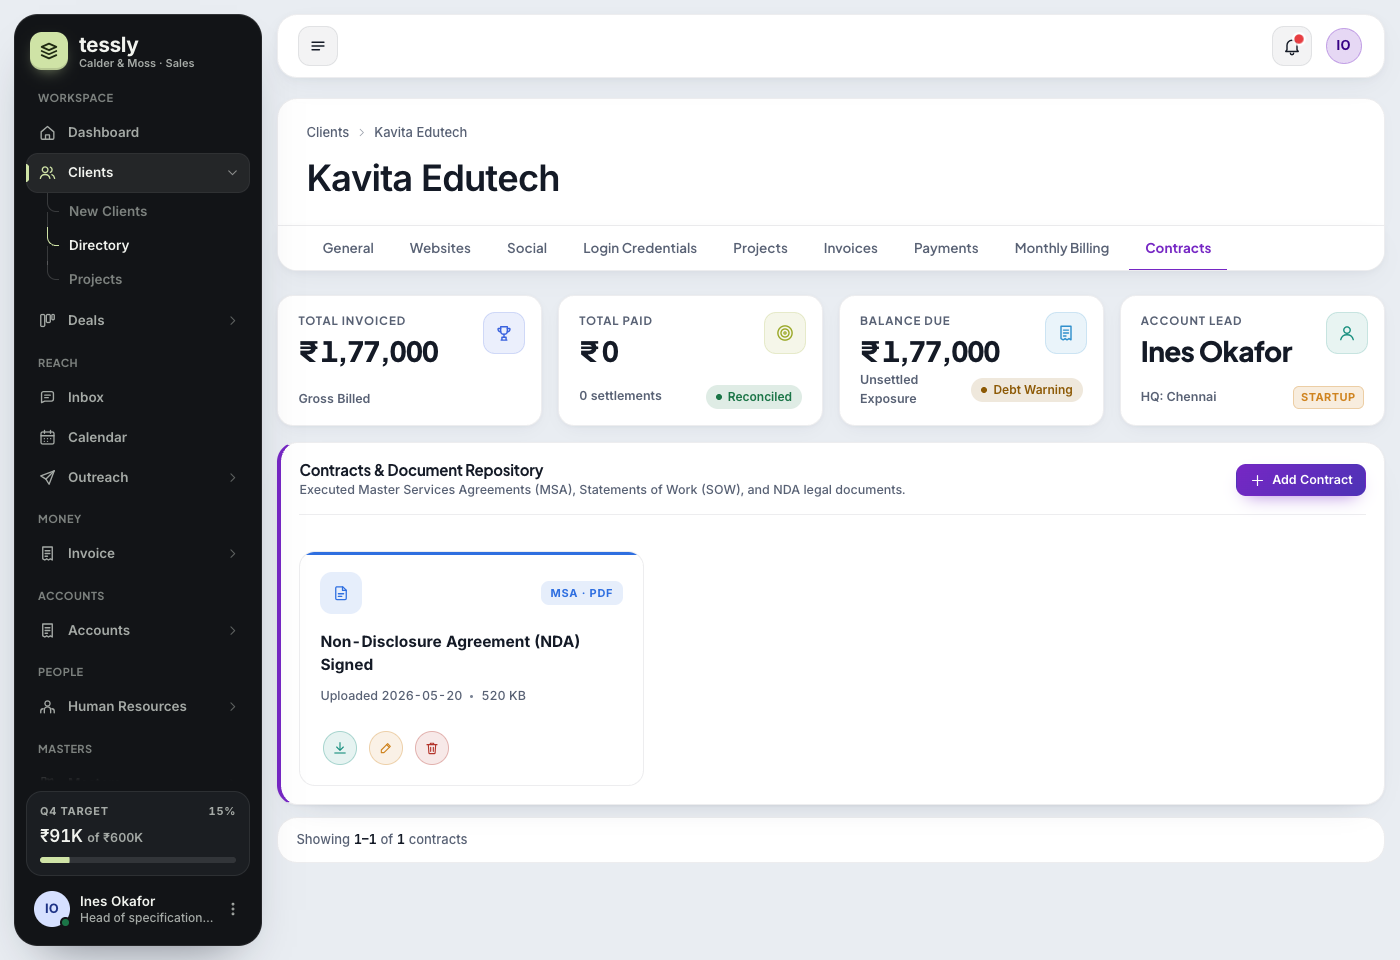 tessly
Calder & Moss · Sales
WORKSPACE
Dashboard
Clients
New Clients
Directory
Projects
Deals
REACH
Inbox
Calendar
Outreach
MONEY
Invoice
ACCOUNTS
Accounts
PEOPLE
Human Resources
MASTERS
Q4 TARGET 15%
₹91K of ₹600K
IO
Ines Okafor
Head of specification...
IO
Clients > Kavita Edutech
Kavita Edutech
General Websites Social Login Credentials Projects Invoices Payments Monthly Billing Contracts
TOTAL INVOICED
₹1,77,000
Gross Billed
TOTAL PAID
₹0
0 settlements
Reconciled
BALANCE DUE
₹1,77,000
Unsettled
Exposure
Debt Warning
ACCOUNT LEAD
Ines Okafor
HQ: Chennai
STARTUP
Contracts & Document Repository
Executed Master Services Agreements (MSA), Statements of Work (SOW), and NDA legal documents.
Add Contract
MSA · PDF
Non-Disclosure Agreement (NDA)
Signed
Uploaded 2026-05-20 • 520 KB
Showing 1–1 of 1 contracts